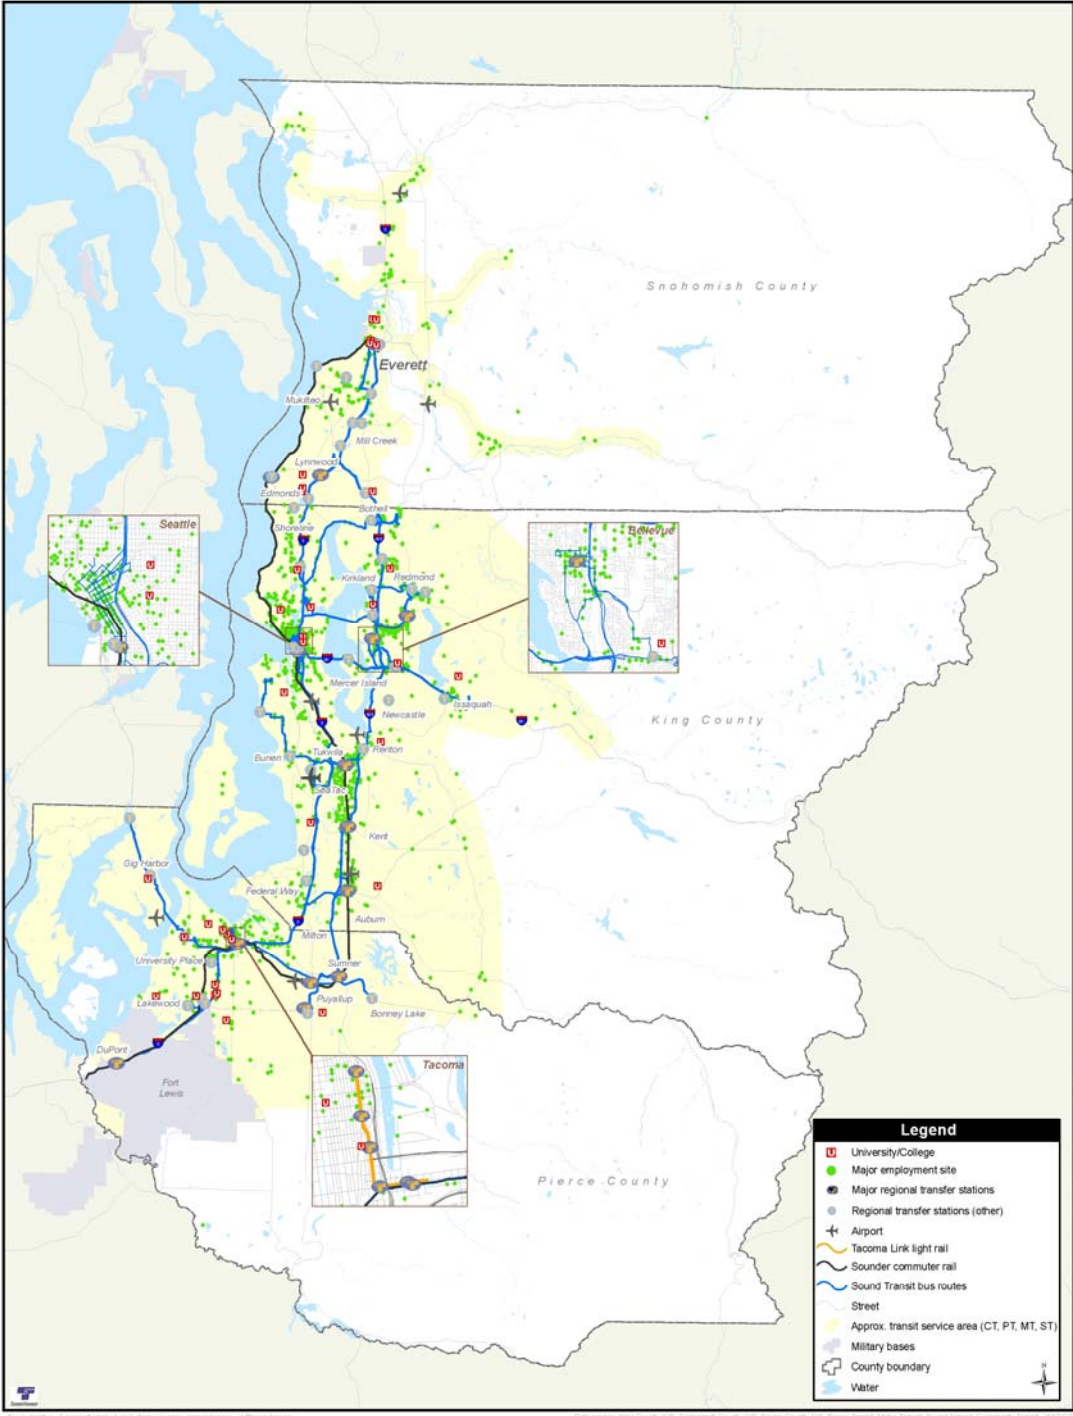 Snohomish County
Everett
Mukilteo
Mill Creek
Lynnwood
Edmonds
Bothell
Shoreline
Seattle
Bellevue
Kirkland
Redmond
Mercer Island
Issaquah
Newcastle
King County
Burien
Tukwila
Renton
SeaTac
Kent
Gig Harbor
Federal Way
Auburn
Milton
University Place
Sumner
Lakewood
Puyallup
Bonney Lake
DuPont
Fort
Lewis
Tacoma
Pierce County
Legend
University/College
Major employment site
Major regional transfer stations
Regional transfer stations (other)
Airport
Tacoma Link light rail
Sounder commuter rail
Sound Transit bus routes
Street
Approx. transit service area (CT, PT, MT, ST)
Military bases
County boundary
Water
N